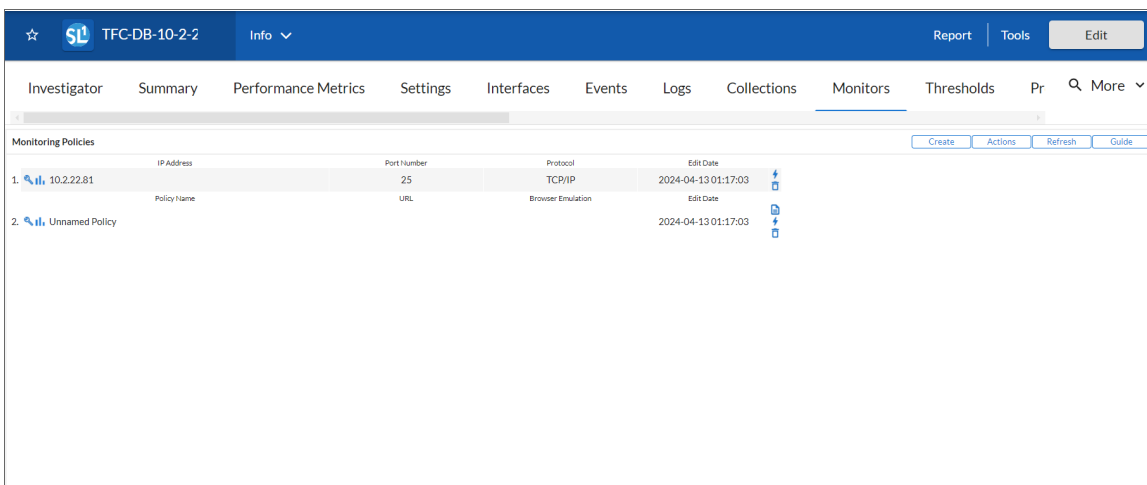 SL1 TFC-DB-10-2-2 Info Report Tools Edit
Investigator Summary Performance Metrics Settings Interfaces Events Logs Collections Monitors Thresholds Pr More
Monitoring Policies Create Actions Refresh Guide
IP Address Port Number Protocol Edit Date
1. 10.2.22.81 25 TCP/IP 2024-04-13 01:17:03
Policy Name URL Browser Emulation Edit Date
2. Unnamed Policy 2024-04-13 01:17:03